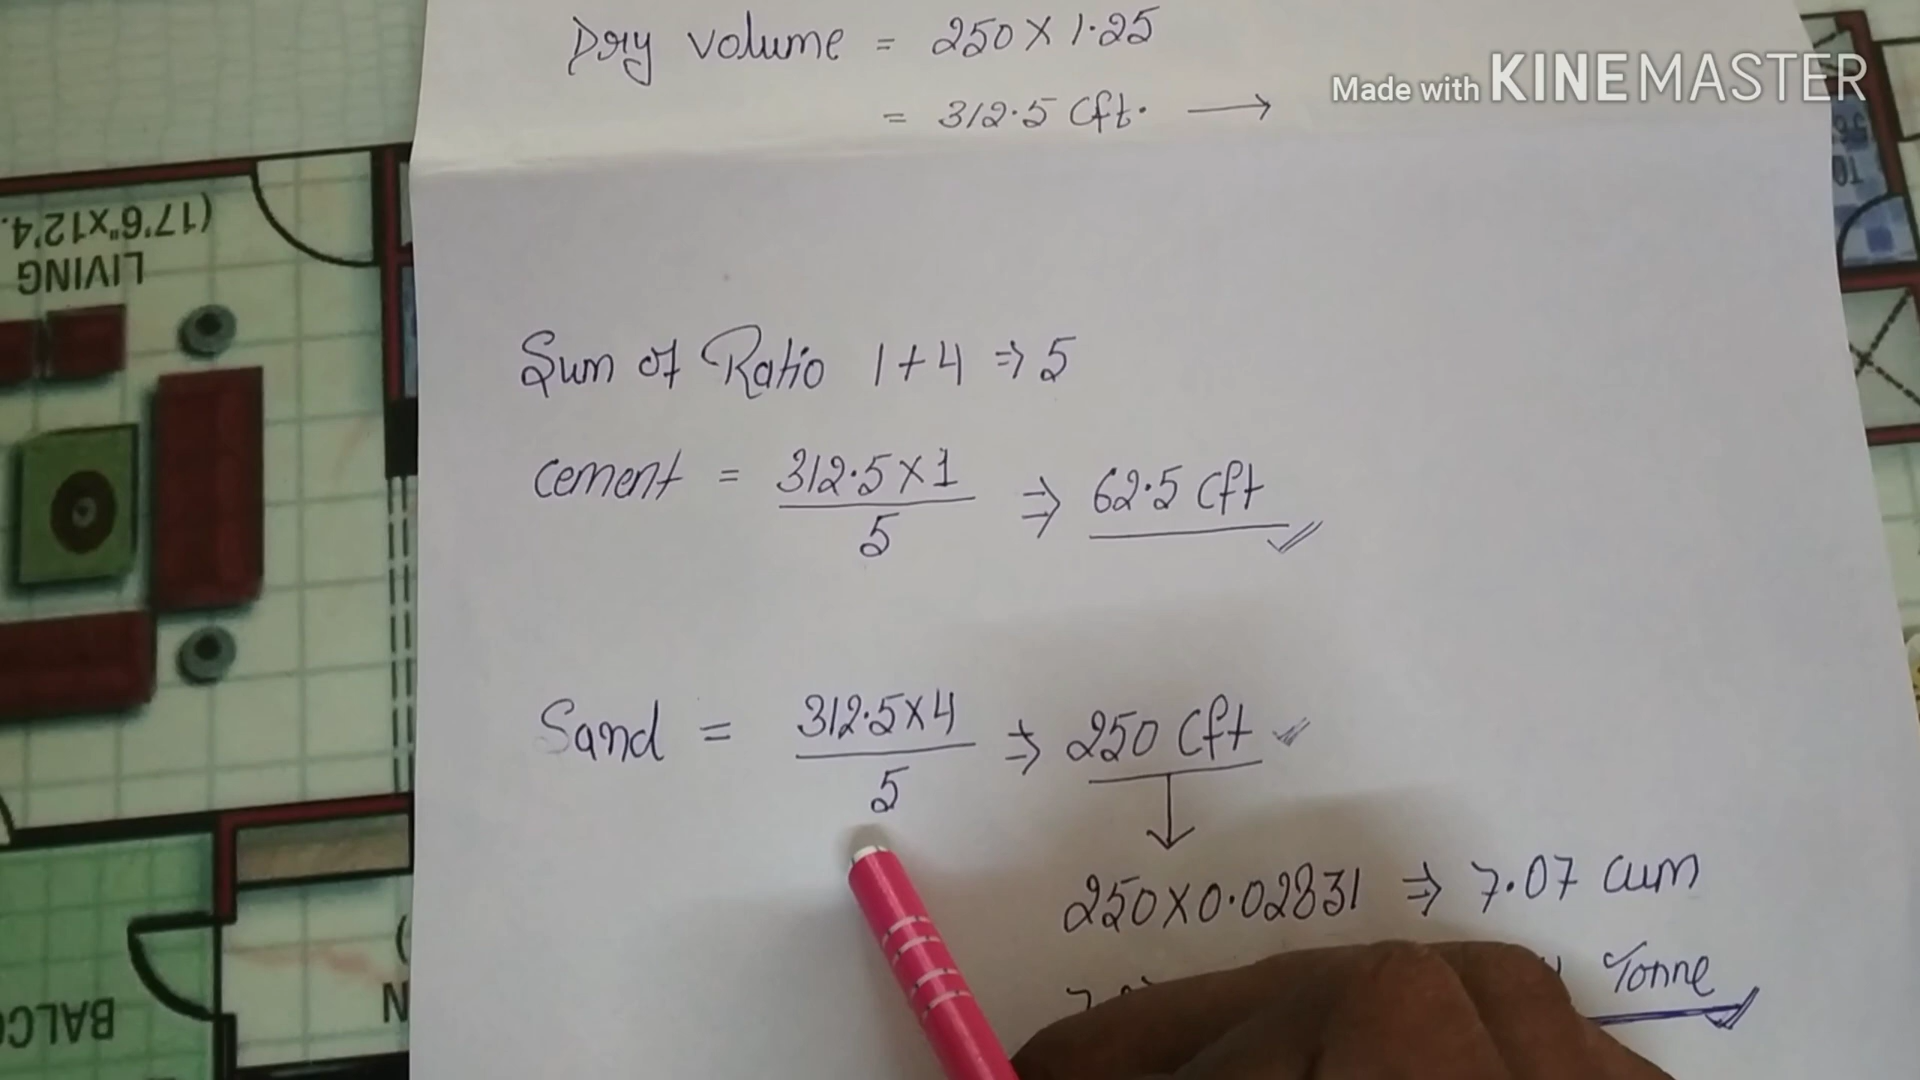 Dry volume = 250 X 1.25
= 312.5 Cft. →
Made with KINEMASTER
Sum of Ratio 1 + 4 ⇒ 5
cement = 312.5 X 1 / 5 ⇒ 62.5 Cft
Sand = 312.5 X 4 / 5 ⇒ 250 Cft
250 X 0.02831 ⇒ 7.07 cum
Tonne
(17'6"X12'4.
LIVING
BALCO
N
TO